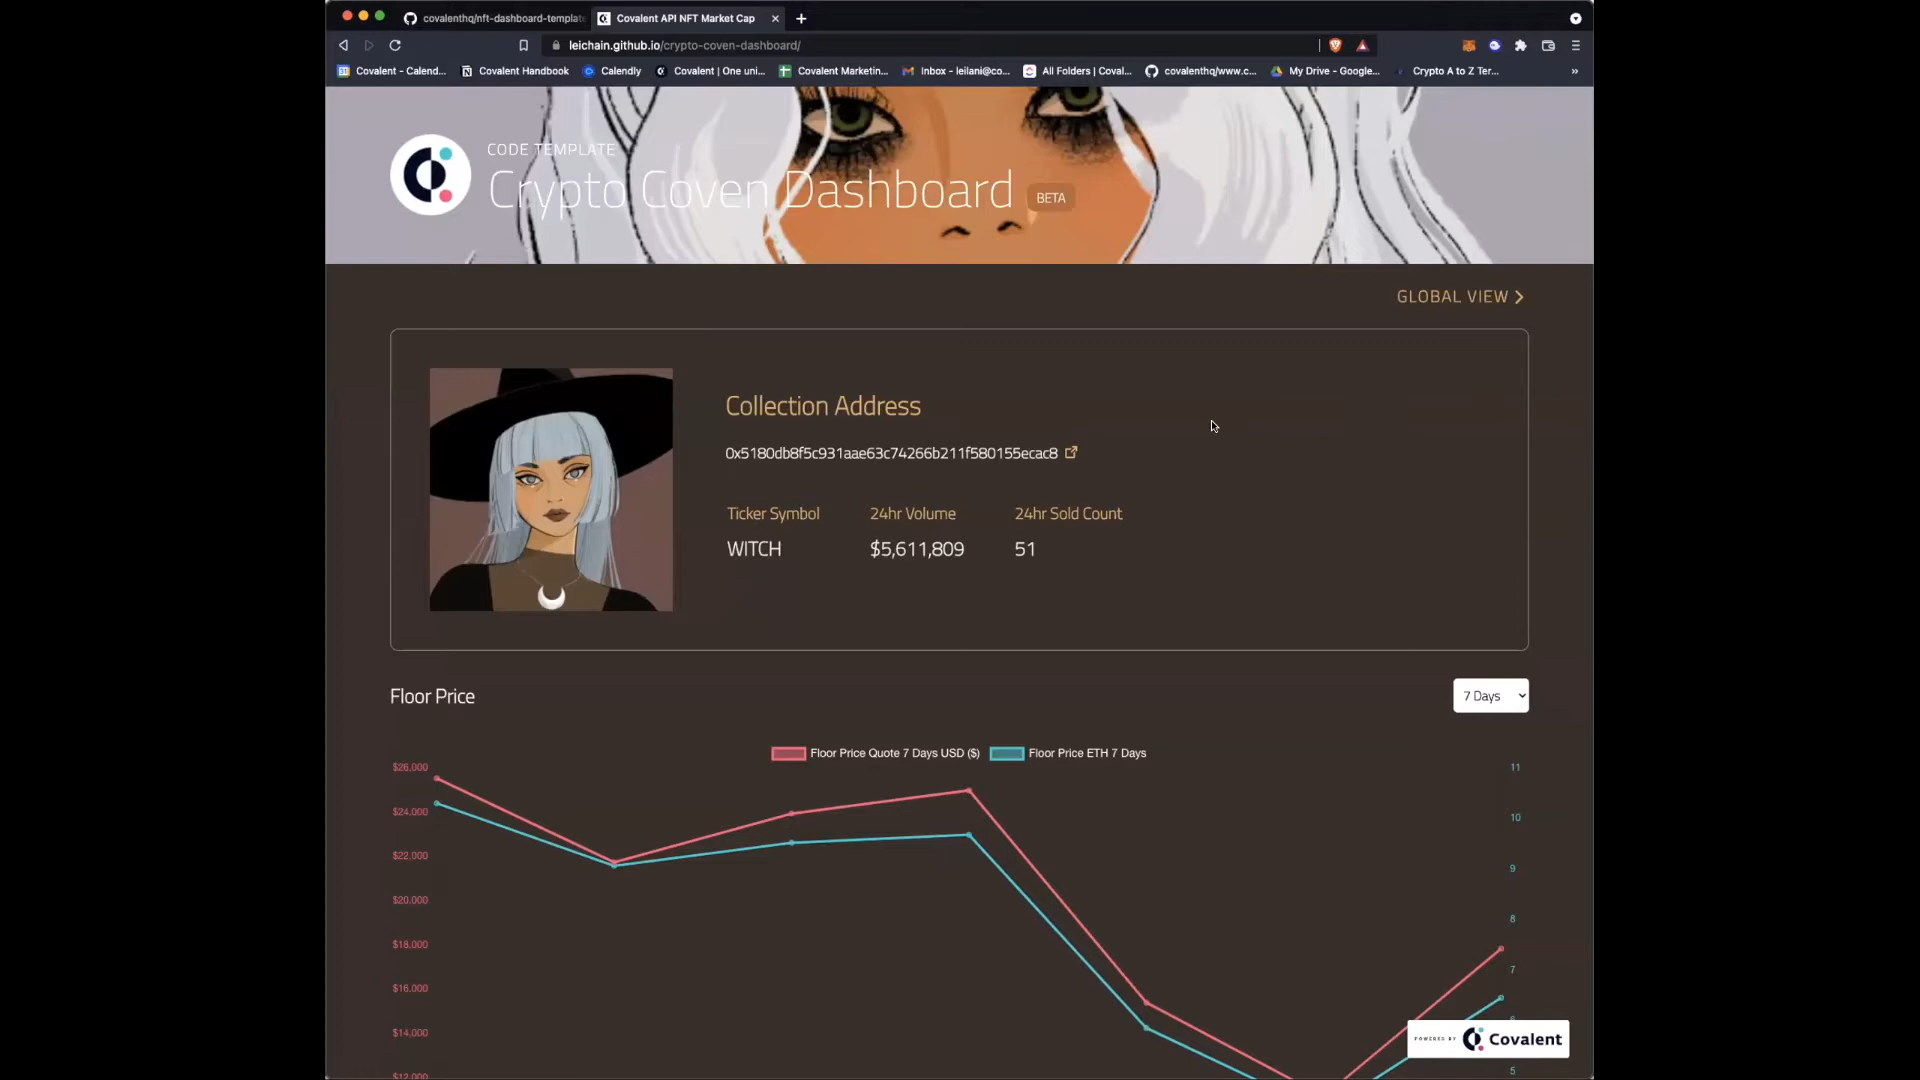 covalenthq/nft-dashboard-template
Covalent API NFT Market Cap
leichain.github.io/crypto-coven-dashboard/
Covalent - Calend...
Covalent Handbook
Calendly
Covalent | One uni...
Covalent Marketin...
Inbox - leilani@co...
All Folders | Coval...
covalenthq/www.c...
My Drive - Google...
Crypto A to Z Ter...
CODE TEMPLATE
Crypto Coven Dashboard
BETA
GLOBAL VIEW
Collection Address
0x5180db8f5c931aae63c74266b211f580155ecac8
Ticker Symbol 24hr Volume 24hr Sold Count
WITCH $5,611,809 51
Floor Price
7 Days
Floor Price Quote 7 Days USD ($) Floor Price ETH 7 Days
$26,000 11
$24,000 10
$22,000 9
$20,000
$18,000 8
$16,000 7
$14,000
POWERED BY Covalent
$12,000 5